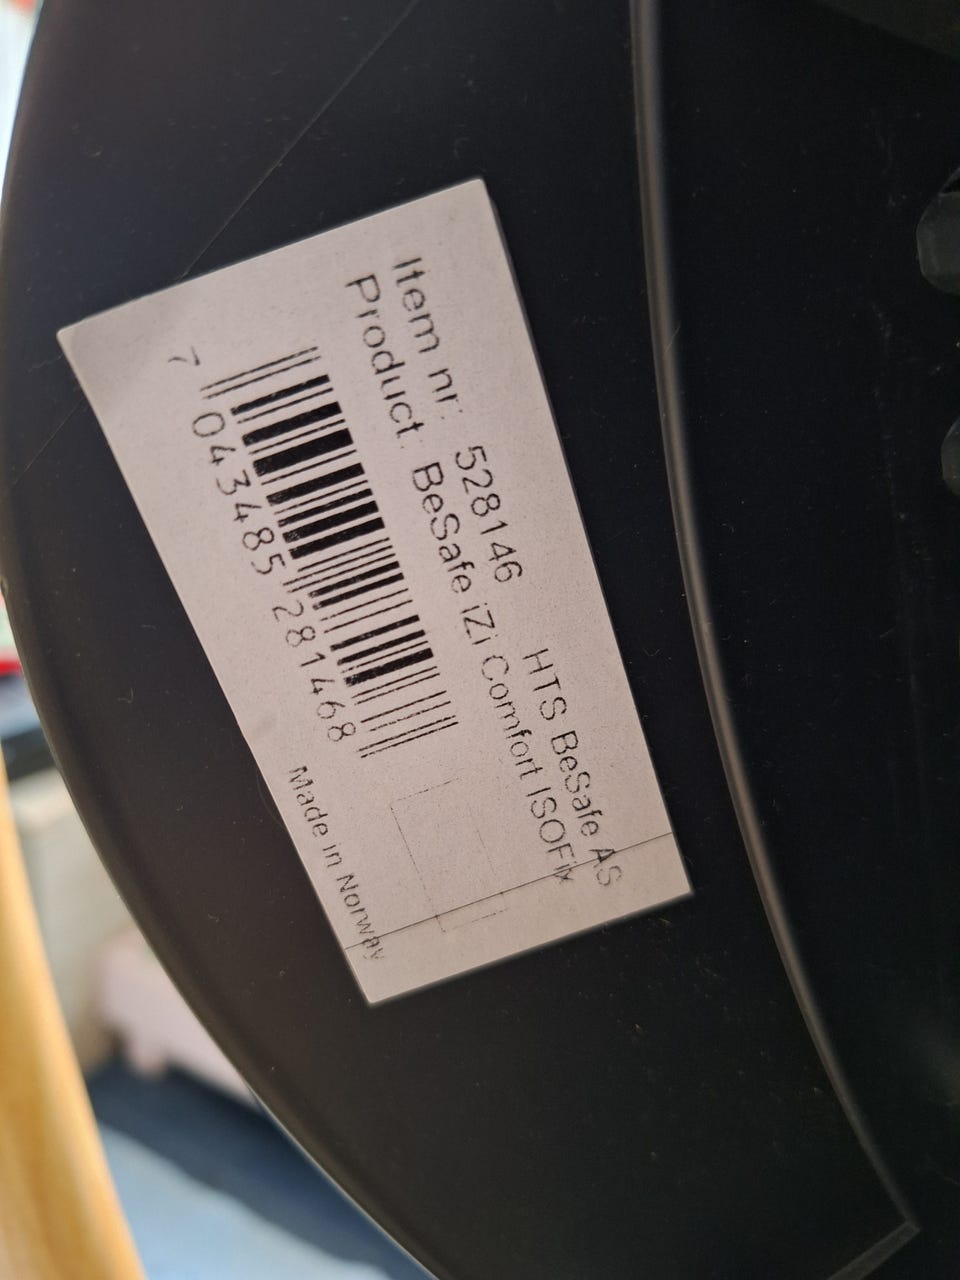 Item nr: 528146 HTS BeSafe AS
Product: BeSafe iZi Comfort ISOFix
7 043485 281468
Made in Norway